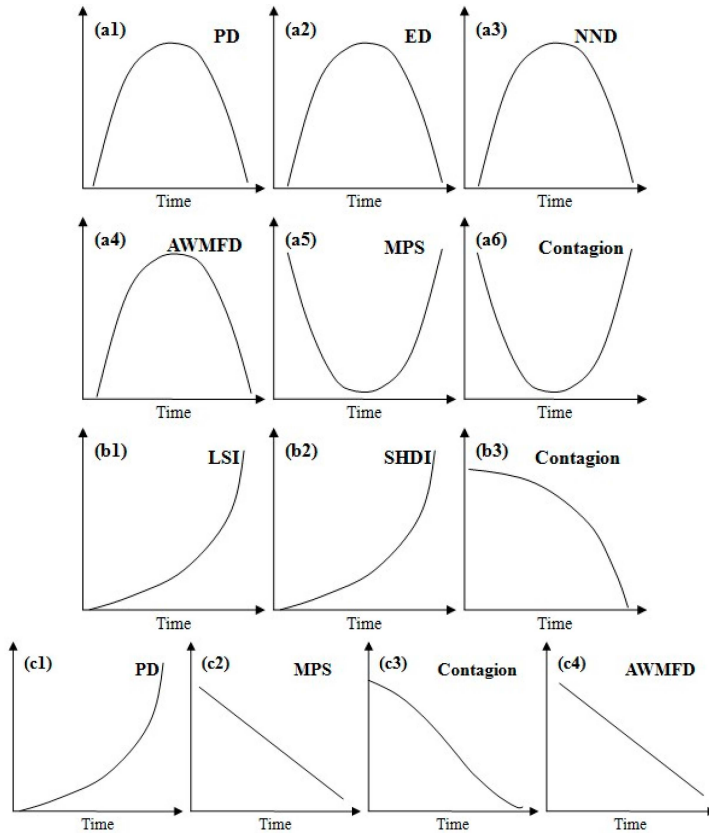 (a1) PD
(a2) ED
(a3) NND
Time
Time
Time
(a4) AWMFD
(a5) MPS
(a6) Contagion
Time
Time
Time
(b1) LSI
(b2) SHDI
(b3) Contagion
Time
Time
Time
(c1) PD
(c2) MPS
(c3) Contagion
(c4) AWMFD
Time
Time
Time
Time